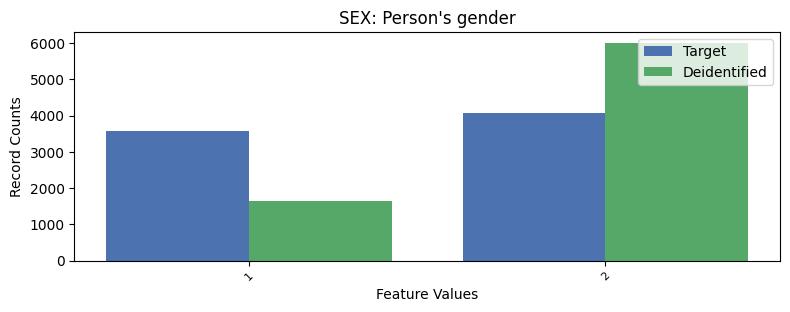 SEX: Person's gender
Target
Deidentified
Record Counts
6000
5000
4000
3000
2000
1000
0
1
2
Feature Values